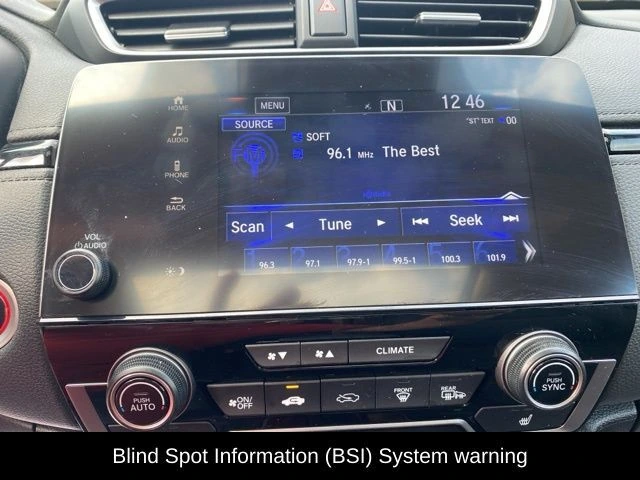 MENU
N
12 46
HOME
SOURCE
"ST" TEXT 00
SOFT
AUDIO
FM
96.1 MHz The Best
PHONE
BACK
Scan
Tune
Seek
VOL
AUDIO
96.3 97.1 97.9-1 99.5-1 100.3 101.9
CLIMATE
PUSH
AUTO
ON/
OFF
FRONT
REAR
PUSH
SYNC
Blind Spot Information (BSI) System warning